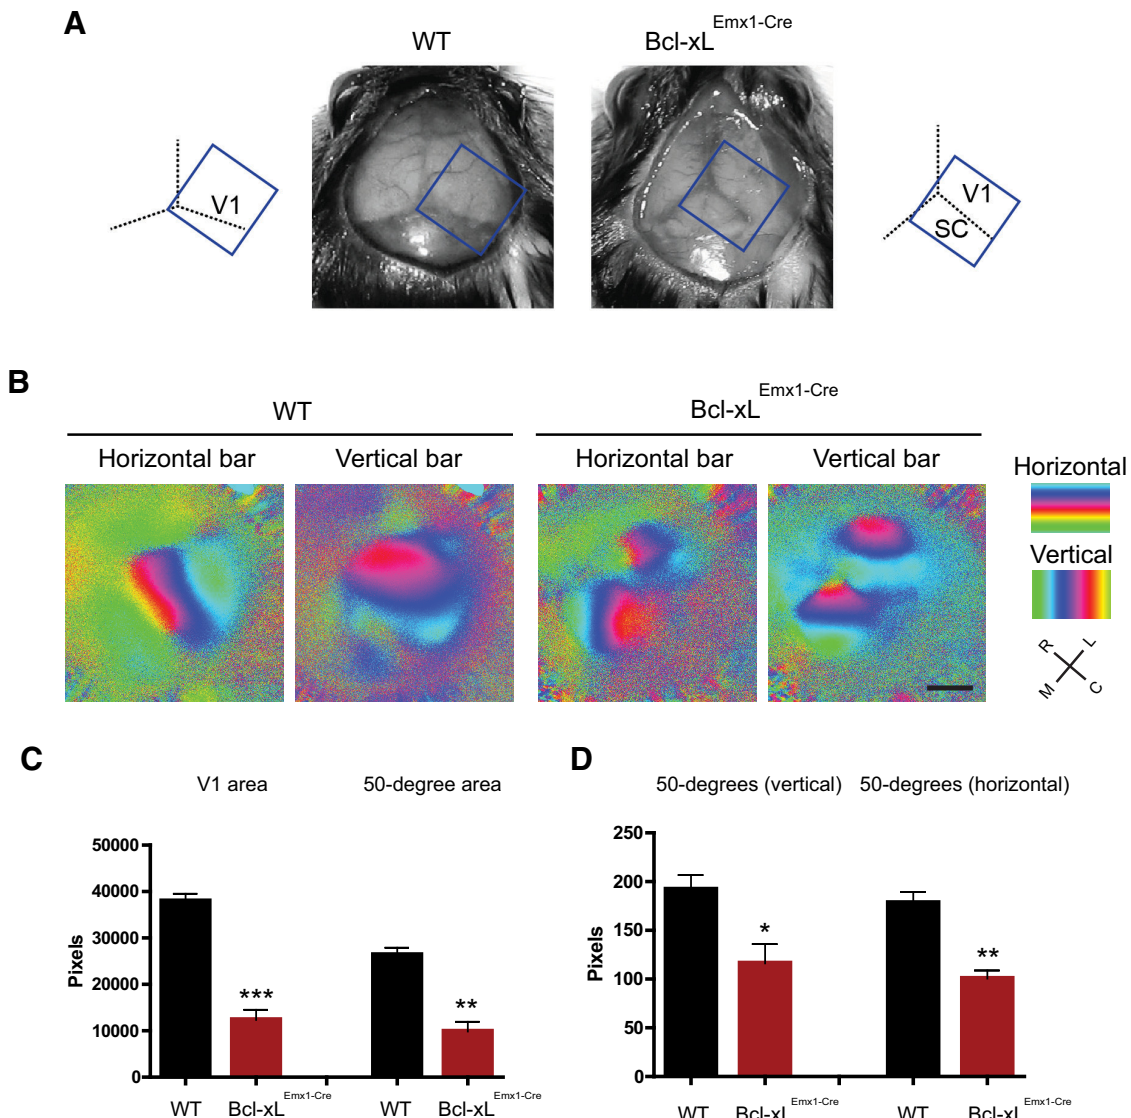 A
WT
Bcl-xL Emx1-Cre
V1
V1
SC
B
WT
Bcl-xL Emx1-Cre
Horizontal bar
Vertical bar
Horizontal bar
Vertical bar
Horizontal
Vertical
R
L
M
C
C
V1 area
50-degree area
50000
40000
30000
20000
10000
0
Pixels
***
**
WT
Bcl-xL Emx1-Cre
WT
Bcl-xL Emx1-Cre
D
50-degrees (vertical)
50-degrees (horizontal)
250
200
150
100
50
0
Pixels
*
**
WT
Bcl-xL Emx1-Cre
WT
Bcl-xL Emx1-Cre